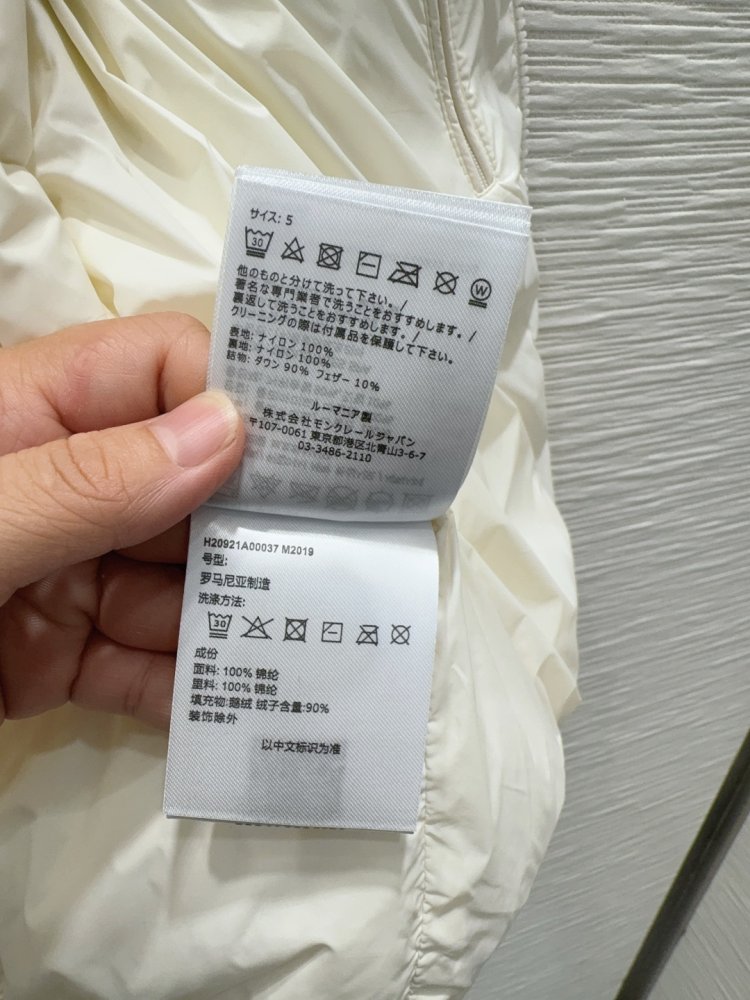 サイズ: 5
30
W
他のものと分けて洗って下さい。/
著名な専門業者で洗うことをおすすめします。/
裏返して洗うことをおすすめします。/
クリーニングの際は付属品を保護して下さい。
表地: ナイロン 100%
裏地: ナイロン 100%
詰物: ダウン 90% フェザー 10%
ルーマニア製
株式会社モンクレールジャパン
〒107-0061 東京都港区北青山3-6-7
03-3486-2110
H20921A00037 M2019
号型:
罗马尼亚制造
洗涤方法:
30
成份
面料: 100% 锦纶
里料: 100% 锦纶
填充物:鹅绒 绒子含量:90%
装饰除外
以中文标识为准